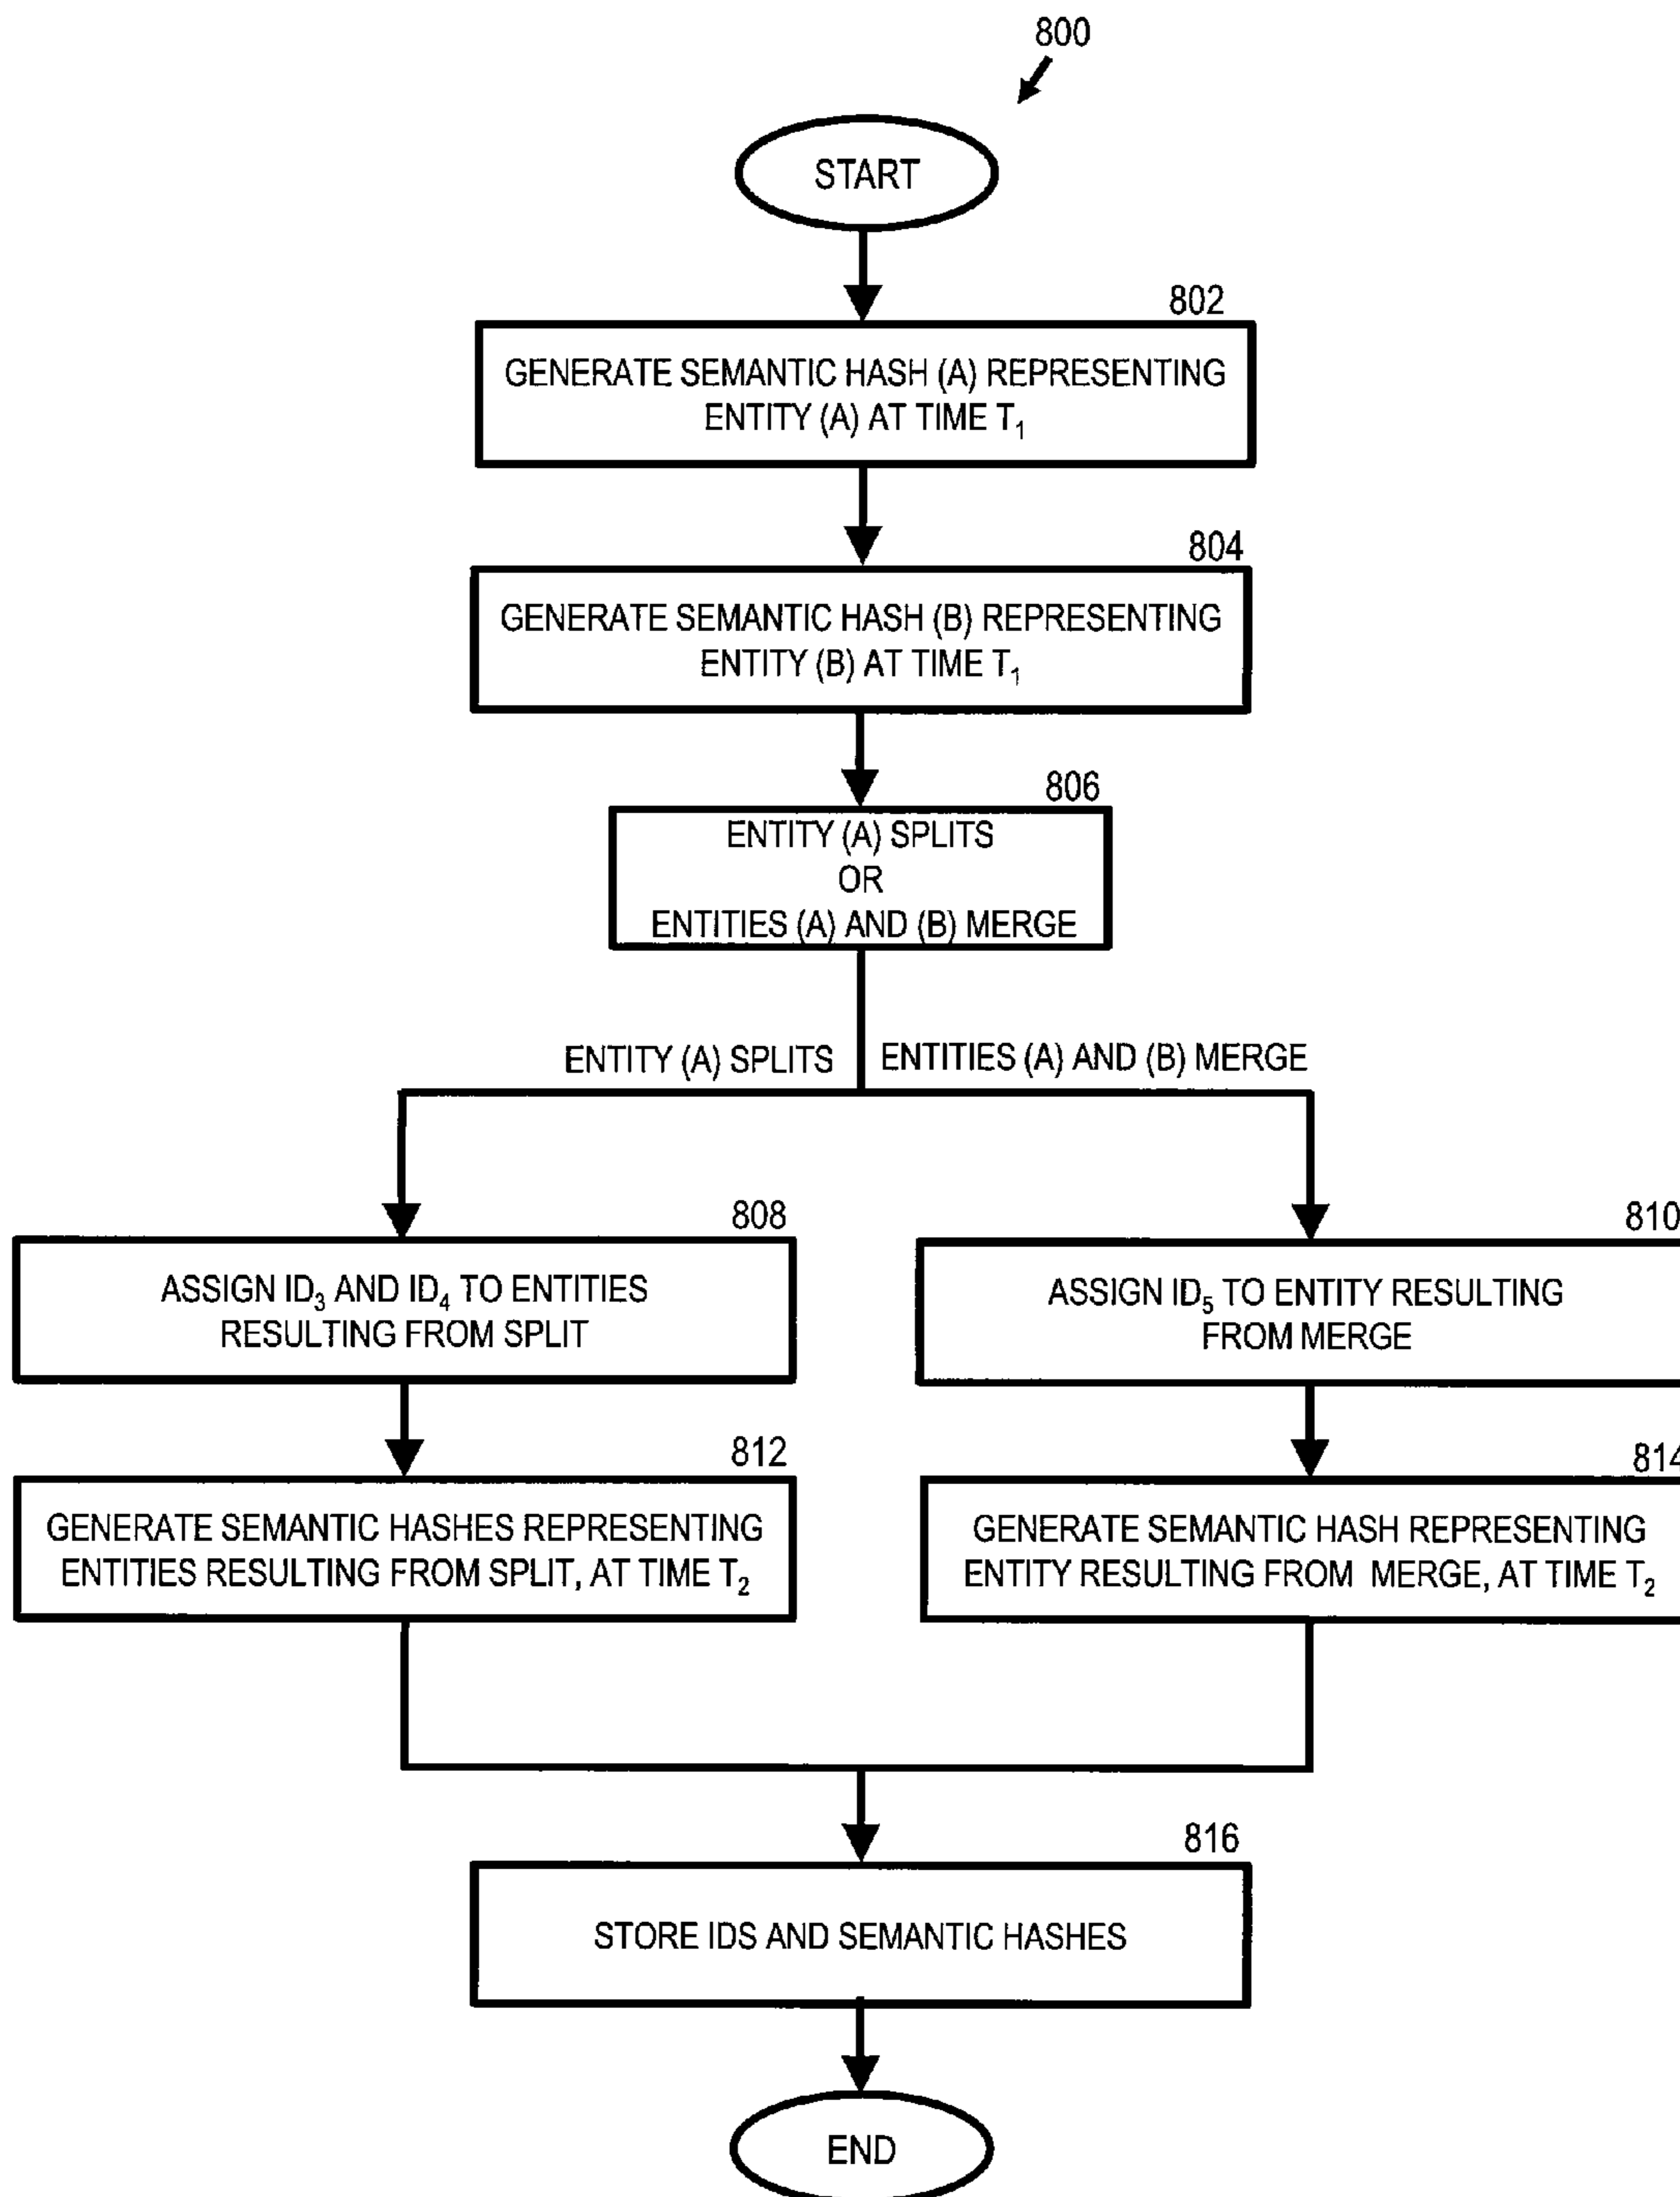 800
START
802
GENERATE SEMANTIC HASH (A) REPRESENTING
ENTITY (A) AT TIME T₁
804
GENERATE SEMANTIC HASH (B) REPRESENTING
ENTITY (B) AT TIME T₁
806
ENTITY (A) SPLITS
OR
ENTITIES (A) AND (B) MERGE
ENTITY (A) SPLITS
ENTITIES (A) AND (B) MERGE
808
ASSIGN ID₃ AND ID₄ TO ENTITIES
RESULTING FROM SPLIT
810
ASSIGN ID₅ TO ENTITY RESULTING
FROM MERGE
812
GENERATE SEMANTIC HASHES REPRESENTING
ENTITIES RESULTING FROM SPLIT, AT TIME T₂
814
GENERATE SEMANTIC HASH REPRESENTING
ENTITY RESULTING FROM MERGE, AT TIME T₂
816
STORE IDS AND SEMANTIC HASHES
END